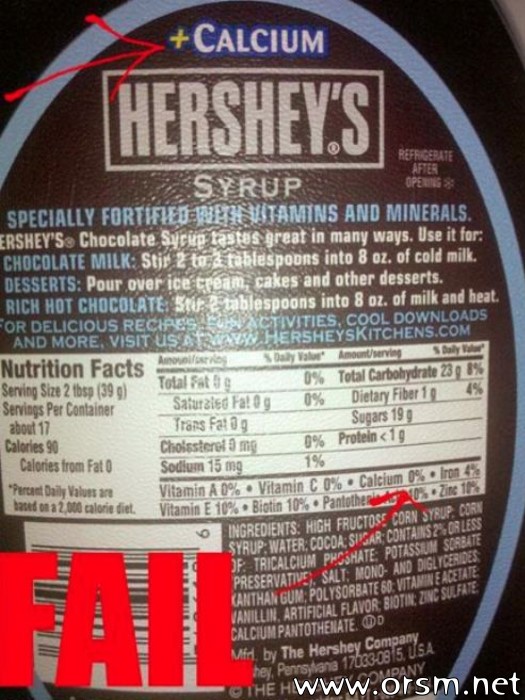 +CALCIUM
HERSHEY'S
SYRUP
REFRIGERATE
AFTER
OPENING
SPECIALLY FORTIFIED WITH VITAMINS AND MINERALS.
ERSHEY'S® Chocolate Syrup tastes great in many ways. Use it for:
CHOCOLATE MILK: Stir 2 to 3 tablespoons into 8 oz. of cold milk.
DESSERTS: Pour over ice cream, cakes and other desserts.
RICH HOT CHOCOLATE: Stir 2 tablespoons into 8 oz. of milk and heat.
FOR DELICIOUS RECIPES, FUN ACTIVITIES, COOL DOWNLOADS
AND MORE, VISIT US AT WWW.HERSHEYSKITCHENS.COM
Nutrition Facts
Serving Size 2 tbsp (39 g)
Servings Per Container
about 17
Calories 90
Calories from Fat 0
*Percent Daily Values are
based on a 2,000 calorie diet.
Amount/serving % Daily Value*
Total Fat 0 g 0%
Saturated Fat 0 g 0%
Trans Fat 0 g
Cholesterol 0 mg 0%
Sodium 15 mg 1%
Amount/serving % Daily Value*
Total Carbohydrate 23 g 8%
Dietary Fiber 1 g 4%
Sugars 19 g
Protein <1 g
Vitamin A 0% • Vitamin C 0% • Calcium 0% • Iron 4%
Vitamin E 10% • Biotin 10% • 10% • Zinc 10%
INGREDIENTS: HIGH FRUCTOSE CORN SYRUP; CORN
SYRUP; WATER; COCOA; SUGAR; CONTAINS 2% OR LESS
OF: TRICALCIUM PHOSHATE; POTASSIUM SORBATE
(PRESERVATIVE); SALT; MONO- AND DIGLYCERIDES;
XANTHAN GUM; POLYSORBATE 60; VITAMIN E ACETATE;
VANILLIN, ARTIFICIAL FLAVOR; BIOTIN; ZINC SULFATE;
CALCIUM PANTOTHENATE. Ⓤ D
Mfd. by The Hershey Company
hey, Pennsylvania 17033-0815, U.S.A.
© THE HE PANY
FAIL
www.orsm.net